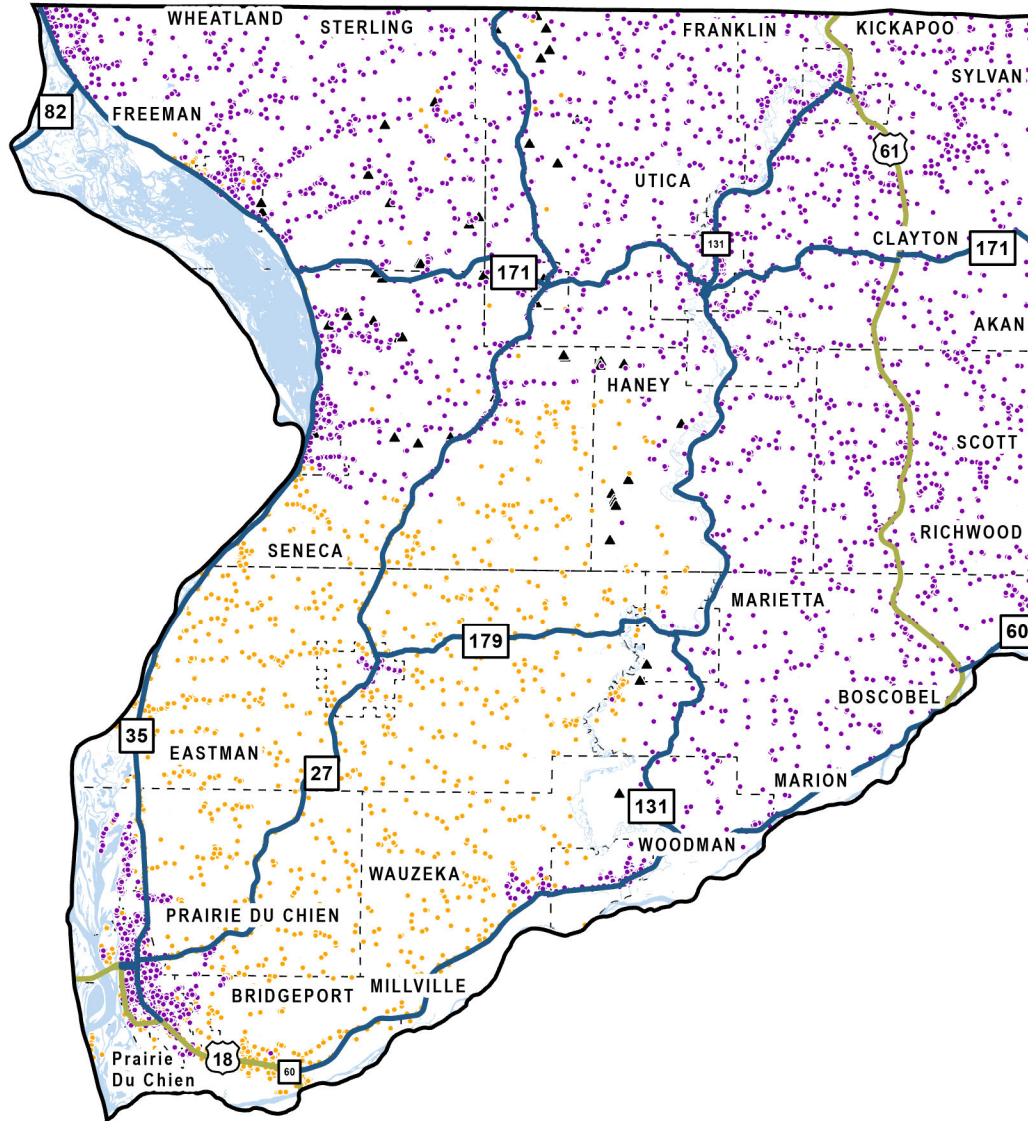 WHEATLAND
STERLING
FRANKLIN
KICKAPOO
SYLVAN
82
FREEMAN
61
UTICA
131
CLAYTON
171
171
AKAN
HANEY
SCOTT
RICHWOOD
SENECA
MARIETTA
179
60
BOSCOBEL
35
EASTMAN
27
MARION
131
WOODMAN
WAUZEKA
PRAIRIE DU CHIEN
BRIDGEPORT
MILLVILLE
Prairie
Du Chien
18
60